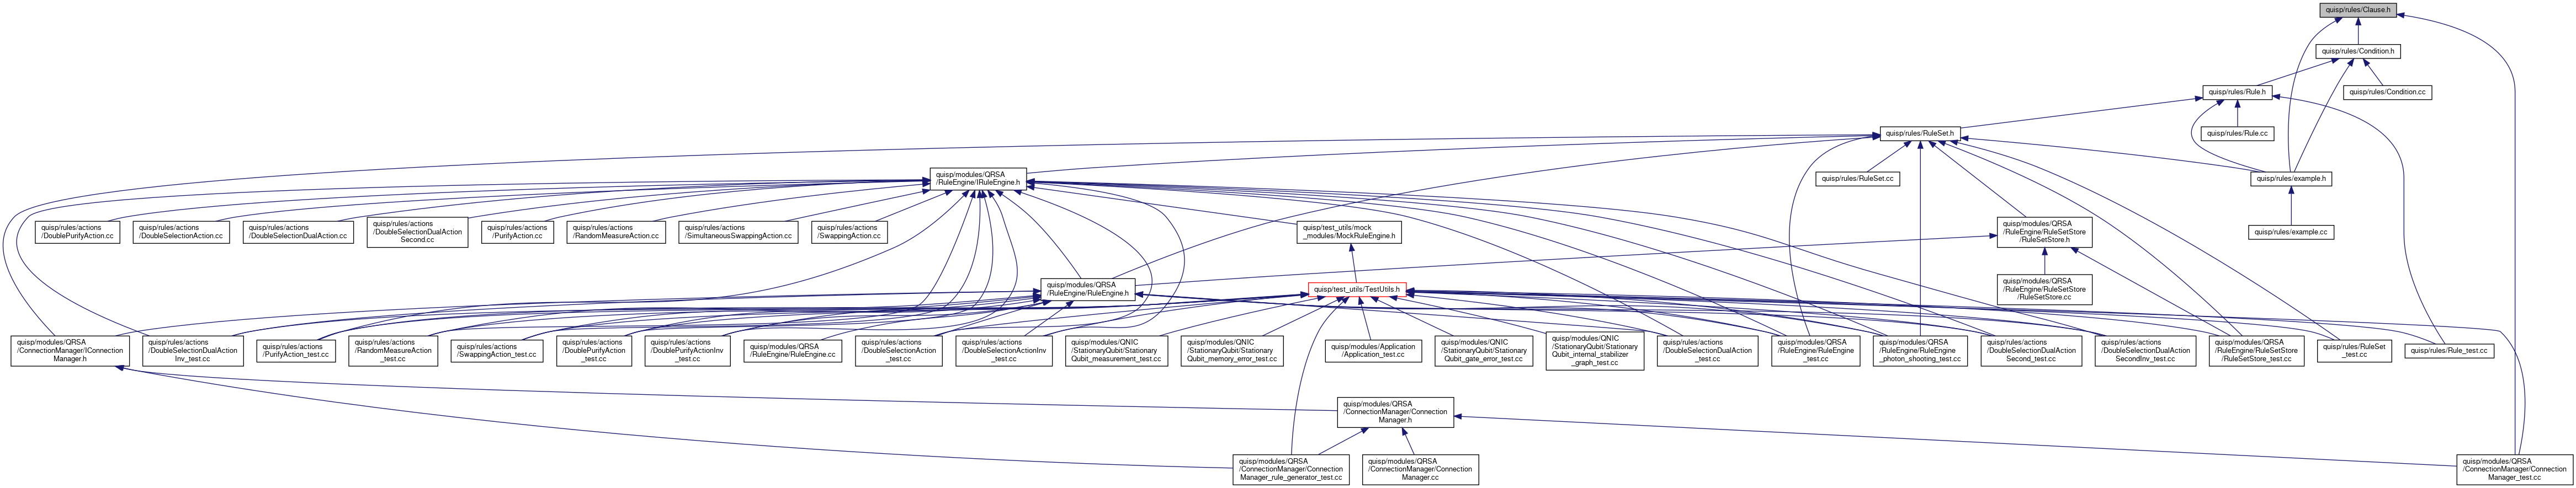 quisp/rules/Clause.h
quisp/rules/Condition.h
quisp/rules/Rule.h
quisp/rules/Condition.cc
quisp/rules/RuleSet.h
quisp/rules/Rule.cc
quisp/modules/QRSA
/RuleEngine/IRuleEngine.h
quisp/rules/RuleSet.cc
quisp/rules/example.h
quisp/rules/actions
/DoublePurifyAction.cc
quisp/rules/actions
/DoubleSelectionAction.cc
quisp/rules/actions
/DoubleSelectionDualAction.cc
quisp/rules/actions
/DoubleSelectionDualAction
Second.cc
quisp/rules/actions
/PurifyAction.cc
quisp/rules/actions
/RandomMeasureAction.cc
quisp/rules/actions
/SimultaneousSwappingAction.cc
quisp/rules/actions
/SwappingAction.cc
quisp/test_utils/mock
_modules/MockRuleEngine.h
quisp/modules/QRSA
/RuleEngine/RuleSetStore
/RuleSetStore.h
quisp/rules/example.cc
quisp/modules/QRSA
/RuleEngine/RuleEngine.h
quisp/test_utils/TestUtils.h
quisp/modules/QRSA
/RuleEngine/RuleSetStore
/RuleSetStore.cc
quisp/modules/QRSA
/ConnectionManager/IConnection
Manager.h
quisp/rules/actions
/DoubleSelectionDualAction
Inv_test.cc
quisp/rules/actions
/PurifyAction_test.cc
quisp/rules/actions
/RandomMeasureAction
_test.cc
quisp/rules/actions
/SwappingAction_test.cc
quisp/rules/actions
/DoublePurifyAction
_test.cc
quisp/rules/actions
/DoublePurifyActionInv
_test.cc
quisp/modules/QRSA
/RuleEngine/RuleEngine.cc
quisp/rules/actions
/DoubleSelectionAction
_test.cc
quisp/rules/actions
/DoubleSelectionActionInv
_test.cc
quisp/modules/QNIC
/StationaryQubit/Stationary
Qubit_measurement_test.cc
quisp/modules/QNIC
/StationaryQubit/Stationary
Qubit_memory_error_test.cc
quisp/modules/Application
/Application_test.cc
quisp/modules/QNIC
/StationaryQubit/Stationary
Qubit_gate_error_test.cc
quisp/modules/QNIC
/StationaryQubit/Stationary
Qubit_internal_stabilizer
_graph_test.cc
quisp/rules/actions
/DoubleSelectionDualAction
_test.cc
quisp/modules/QRSA
/RuleEngine/RuleEngine
_test.cc
quisp/modules/QRSA
/RuleEngine/RuleEngine
_photon_shooting_test.cc
quisp/rules/actions
/DoubleSelectionDualAction
Second_test.cc
quisp/rules/actions
/DoubleSelectionDualAction
SecondInv_test.cc
quisp/modules/QRSA
/RuleEngine/RuleSetStore
/RuleSetStore_test.cc
quisp/rules/RuleSet
_test.cc
quisp/rules/Rule_test.cc
quisp/modules/QRSA
/ConnectionManager/Connection
Manager.h
quisp/modules/QRSA
/ConnectionManager/Connection
Manager_rule_generator_test.cc
quisp/modules/QRSA
/ConnectionManager/Connection
Manager.cc
quisp/modules/QRSA
/ConnectionManager/Connection
Manager_test.cc